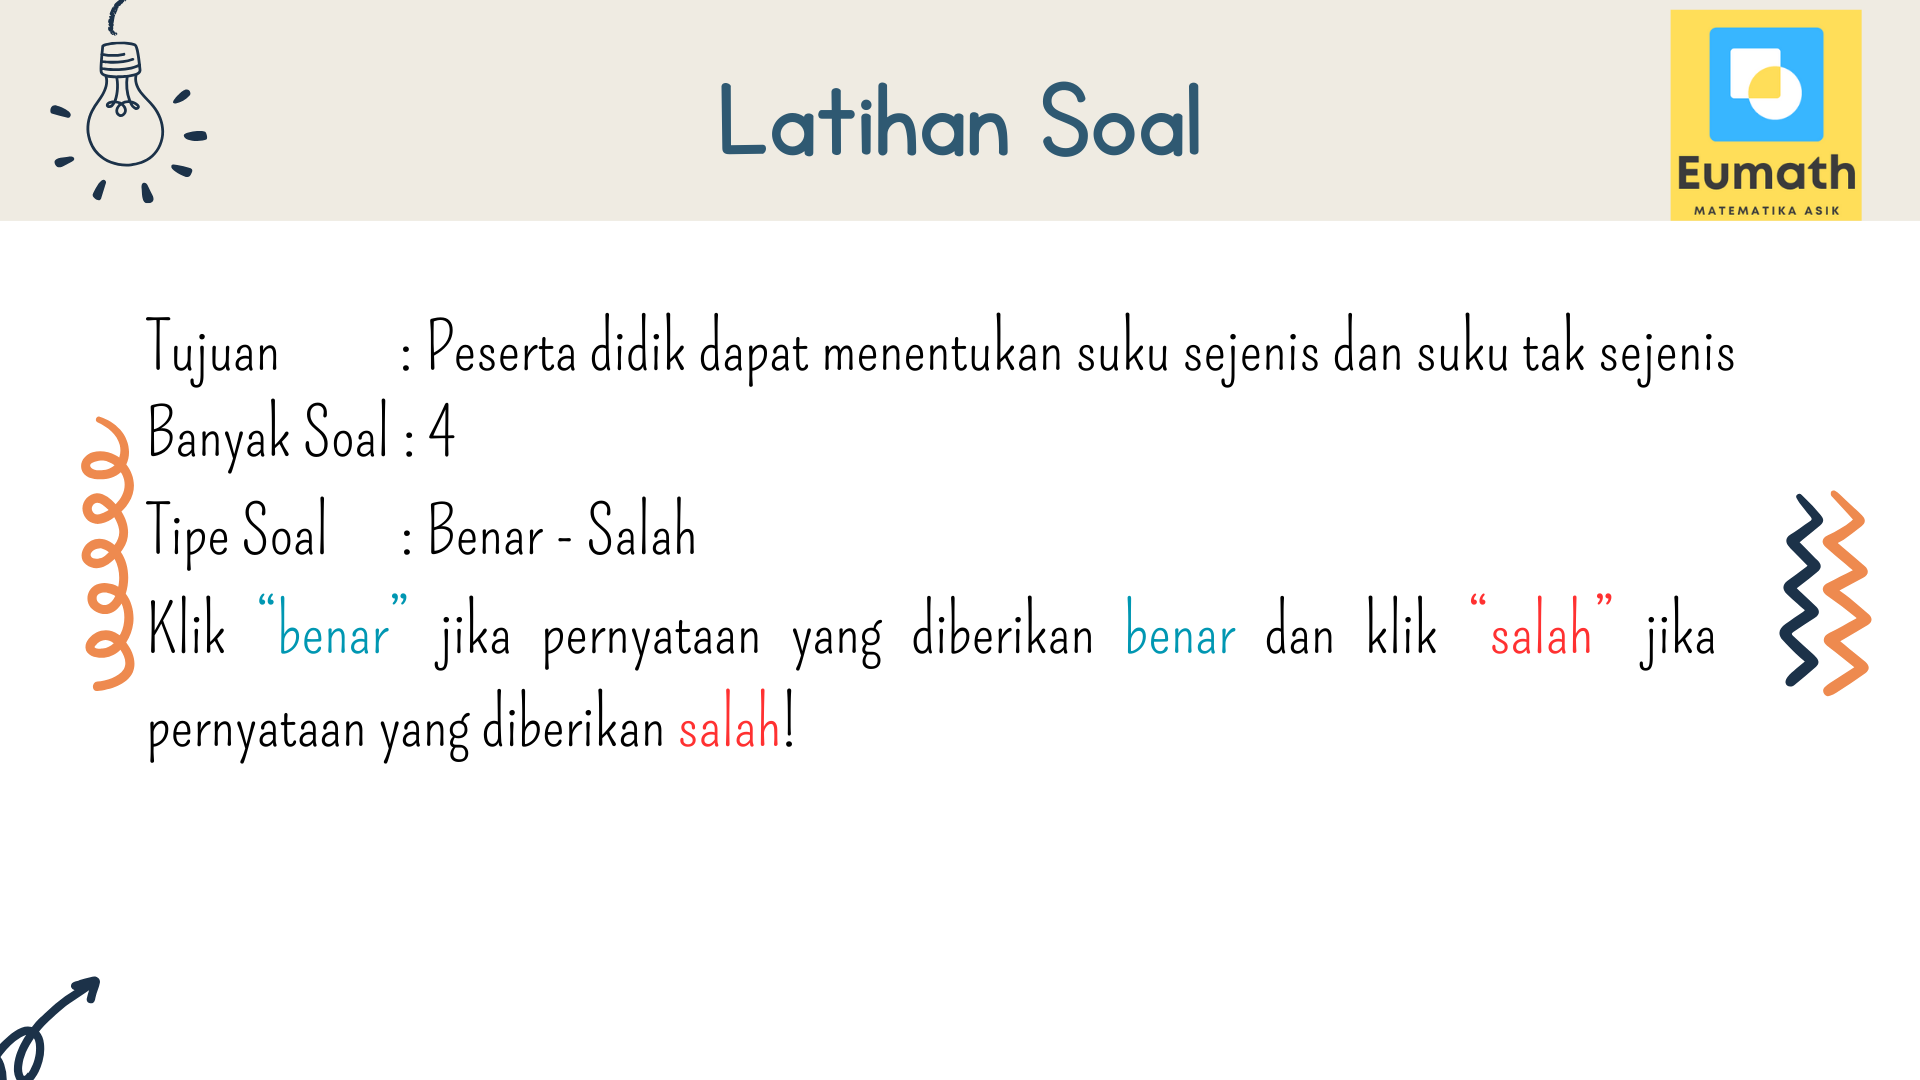 Latihan Soal
Eumath
MATEMATIKA ASIK
Tujuan : Peserta didik dapat menentukan suku sejenis dan suku tak sejenis
Banyak Soal : 4
Tipe Soal : Benar - Salah
Klik “benar” jika pernyataan yang diberikan benar dan klik “salah” jika
pernyataan yang diberikan salah!